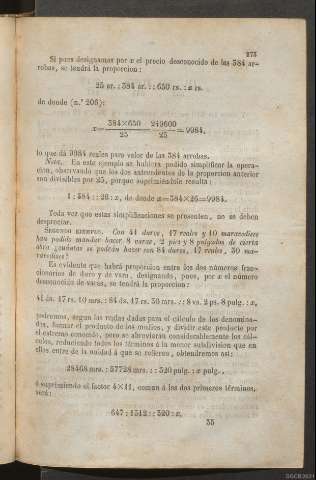 273
Si pues designamos por x el precio desconocido de las 384 ar-
robas, se tendrá la proporcion:
25 ar. : 384 ar. : : 650 rs. : x rs.
de donde (n.° 206):
x = 384×650 / 25 = 249600 / 25 = 9984,
lo que dá 9984 reales para valor de las 384 arrobas.
Nota. En este ejemplo se hubiera podido simplificar la opera-
cion, observando que los dos antecedentes de la proporcion anterior
son divisibles por 25, porque suprimiéndole resulta:
1 : 384 : : 26 : x, de donde x=384×26=9984.
Toda vez que estas simplificaciones se presenten, no se deben
despreciar.
SEGUNDO EJEMPLO. Con 41 duros, 17 reales y 10 maravedises
han podido mandar hacer 8 varas, 2 pies y 8 pulgadas de cierta
obra ¿cuántas se podrán hacer con 84 duros, 17 reales, 30 ma-
ravedises?
Es evidente que habrá proporcion entre los dos números frac-
cionarios de duro y de vara, designando, pues, por x el número
desconocido de varas, se tendrá la proporcion:
41 ds. 17 rs. 10 mrs. : 84 ds. 17 rs. 30 mrs. : : 8 vs. 2 ps. 8 pulg. : x,
podremos, segun las reglas dadas para el cálculo de los denomina-
dos, formar el producto de los medios, y dividir este producto por
el estremo conocido, pero se abreviarán considerablemente los cál-
culos, reduciendo todos los términos á la menor subdivision que en
ellos entre de la unidad á que se refieren, obtendremos asi:
28468 mrs. : 57728 mrs. : : 320 pulg. : x pulg.,
ó suprimiendo el factor 4×11, comun á los dos primeros términos,
será:
647 : 1312 : : 320 : x,
35